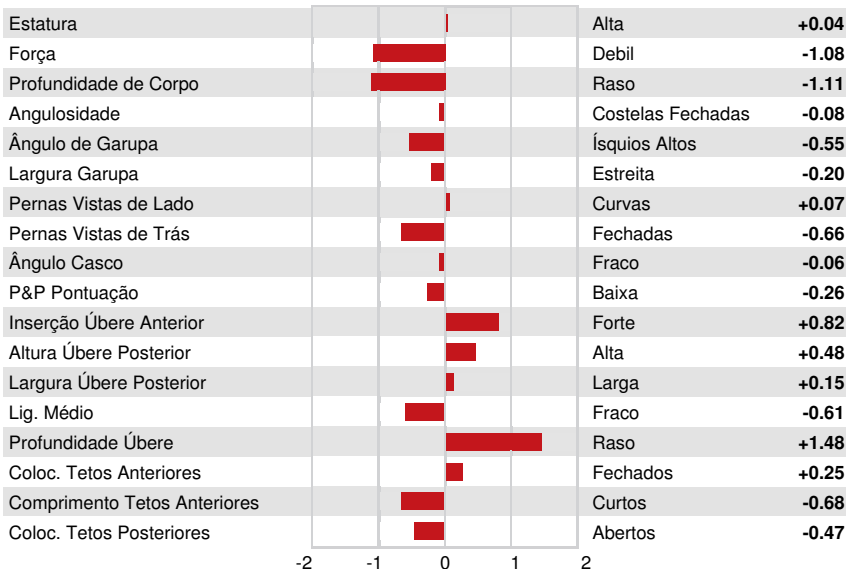 Estatura Alta +0.04
Força Debil -1.08
Profundidade de Corpo Raso -1.11
Angulosidade Costelas Fechadas -0.08
Ângulo de Garupa Ísquios Altos -0.55
Largura Garupa Estreita -0.20
Pernas Vistas de Lado Curvas +0.07
Pernas Vistas de Trás Fechadas -0.66
Ângulo Casco Fraco -0.06
P&P Pontuação Baixa -0.26
Inserção Úbere Anterior Forte +0.82
Altura Úbere Posterior Alta +0.48
Largura Úbere Posterior Larga +0.15
Lig. Médio Fraco -0.61
Profundidade Úbere Raso +1.48
Coloc. Tetos Anteriores Fechados +0.25
Comprimento Tetos Anteriores Curtos -0.68
Coloc. Tetos Posteriores Abertos -0.47
-2 -1 0 1 2